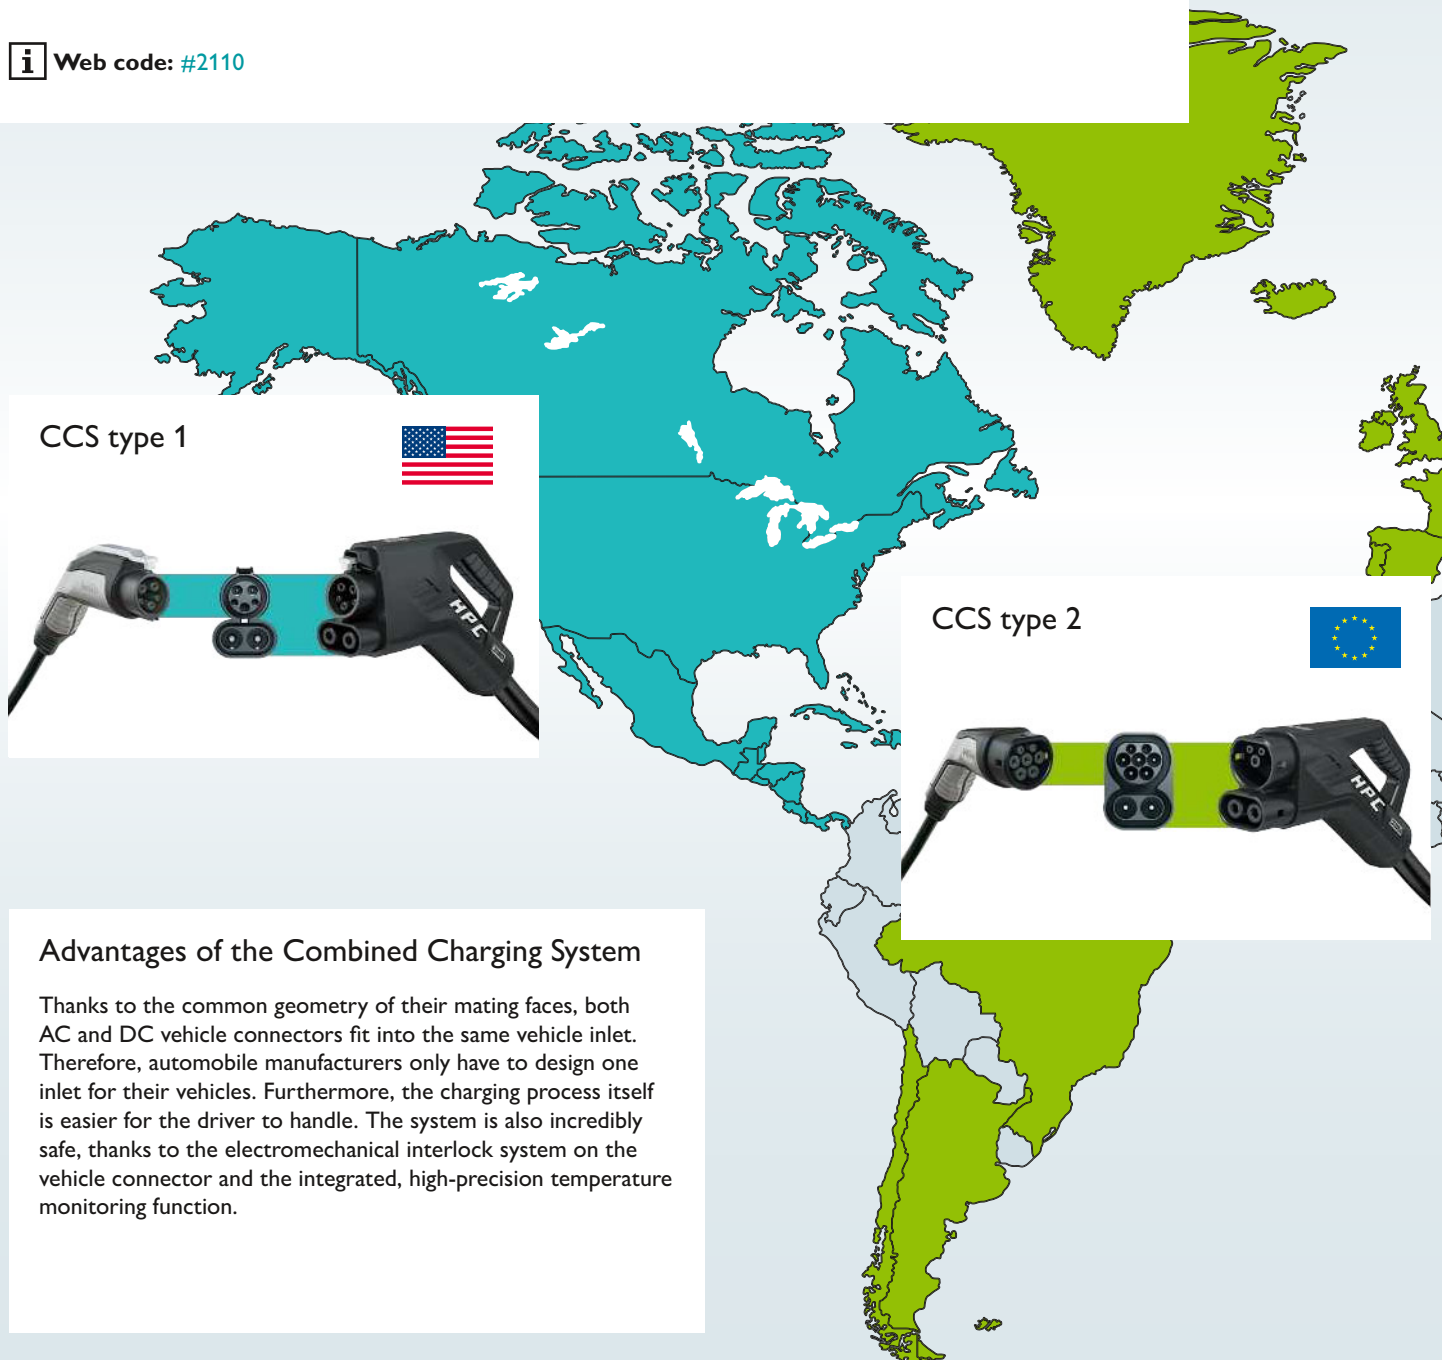 i Web code: #2110
CCS type 1
HPC
CCS type 2
HPC
Advantages of the Combined Charging System
Thanks to the common geometry of their mating faces, both
AC and DC vehicle connectors fit into the same vehicle inlet.
Therefore, automobile manufacturers only have to design one
inlet for their vehicles. Furthermore, the charging process itself
is easier for the driver to handle. The system is also incredibly
safe, thanks to the electromechanical interlock system on the
vehicle connector and the integrated, high-precision temperature
monitoring function.